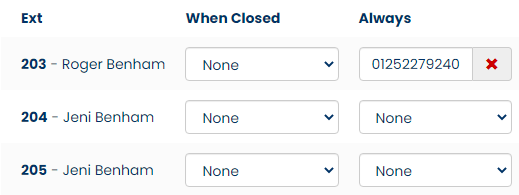 Ext When Closed Always
203 - Roger Benham None 01252279240 ✖
204 - Jeni Benham None None
205 - Jeni Benham None None